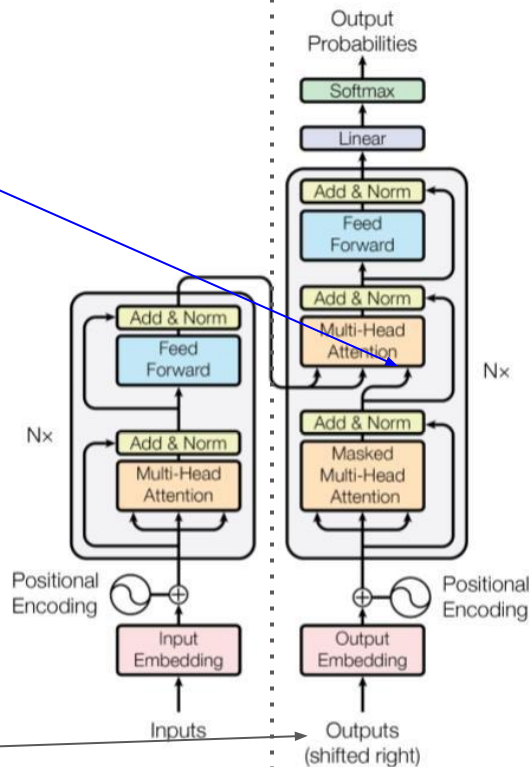 Output
Probabilities
Softmax
Linear
Add & Norm
Feed
Forward
Add & Norm
Multi-Head
Attention
Add & Norm
Masked
Multi-Head
Attention
N×
Positional
Encoding
Output
Embedding
Outputs
(shifted right)
Add & Norm
Feed
Forward
Add & Norm
Multi-Head
Attention
N×
Positional
Encoding
Input
Embedding
Inputs